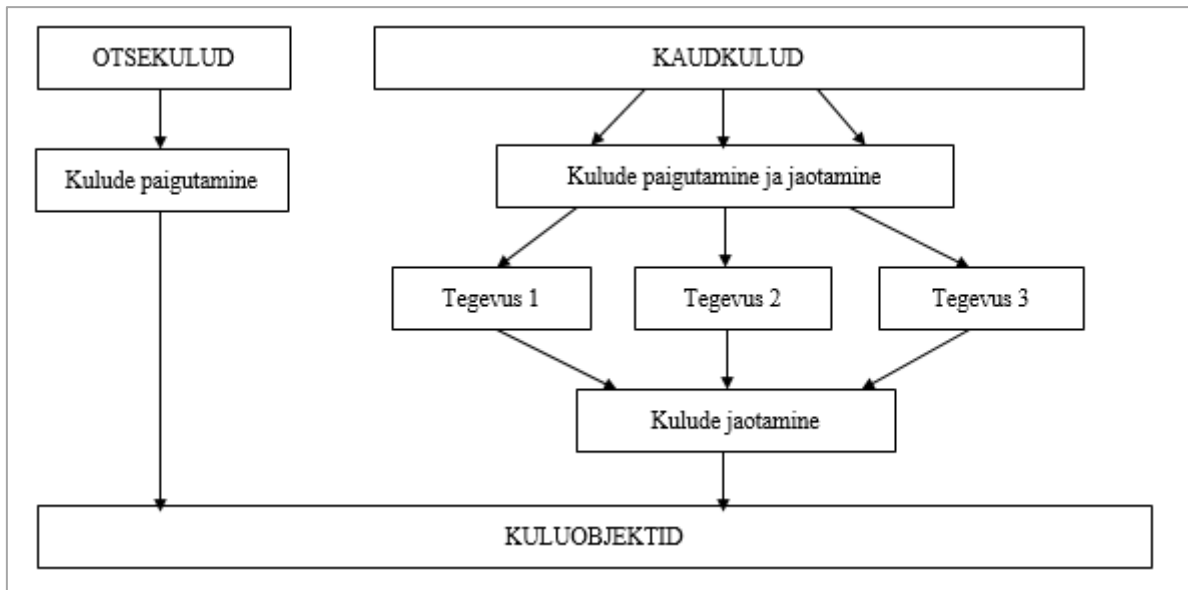 OTSEKULUD
KAUDKULUD
Kulude paigutamine
Kulude paigutamine ja jaotamine
Tegevus 1
Tegevus 2
Tegevus 3
Kulude jaotamine
KULUOBJEKTID